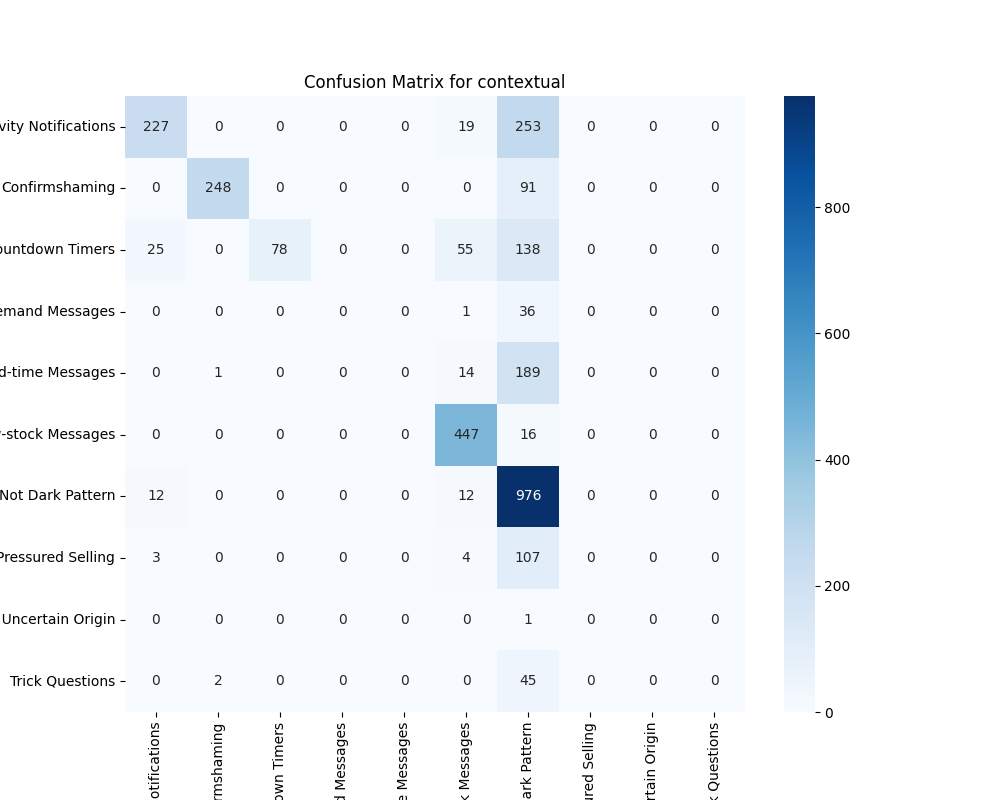 Confusion Matrix for contextual
vity Notifications 227 0 0 0 0 19 253 0 0 0
Confirmshaming 0 248 0 0 0 0 91 0 0 0
ountdown Timers 25 0 78 0 0 55 138 0 0 0
emand Messages 0 0 0 0 0 1 36 0 0 0
d-time Messages 0 1 0 0 0 14 189 0 0 0
-stock Messages 0 0 0 0 0 447 16 0 0 0
Not Dark Pattern 12 0 0 0 0 12 976 0 0 0
Pressured Selling 3 0 0 0 0 4 107 0 0 0
Uncertain Origin 0 0 0 0 0 0 1 0 0 0
Trick Questions 0 2 0 0 0 0 45 0 0 0
otifications
rmshaming
own Timers
d Messages
e Messages
k Messages
ark Pattern
ured Selling
rtain Origin
k Questions
800
600
400
200
0